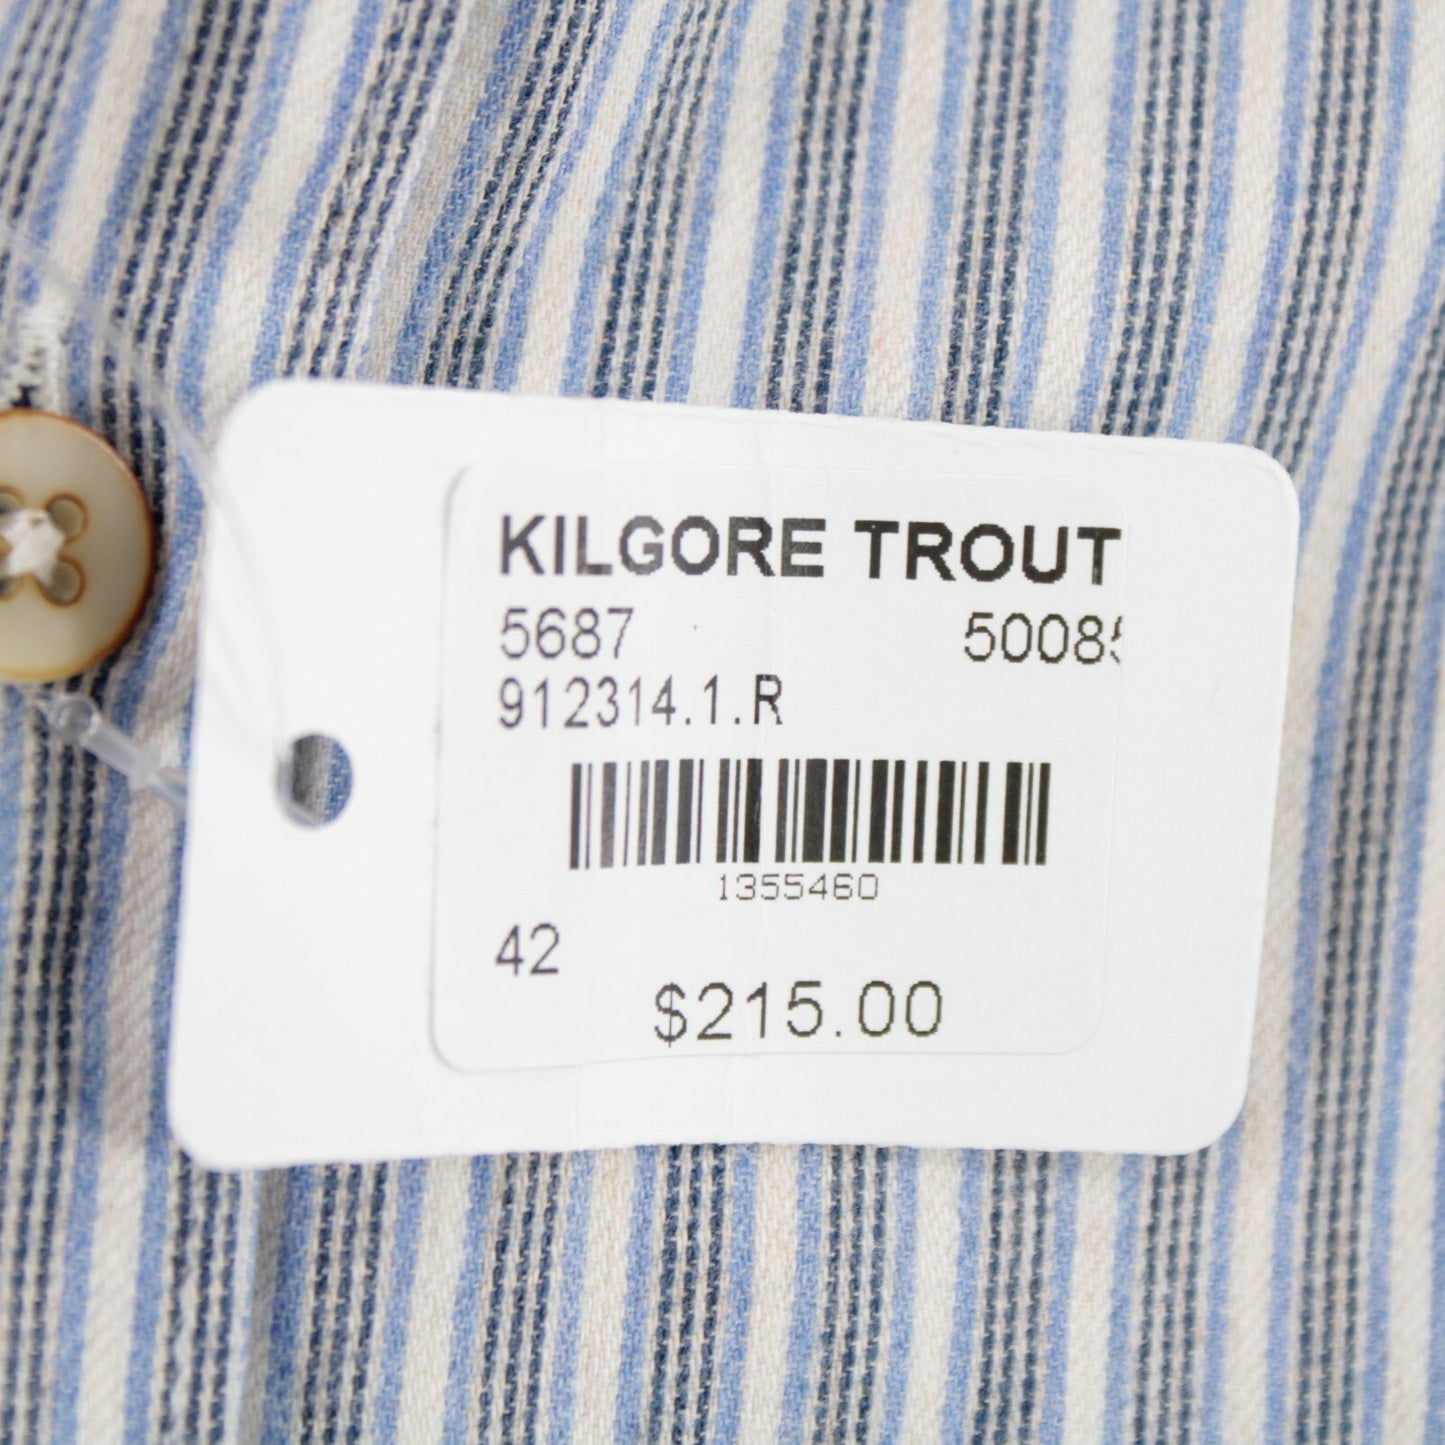 KILGORE TROUT
5687 5008
912314.1.R
1355460
42
$215.00